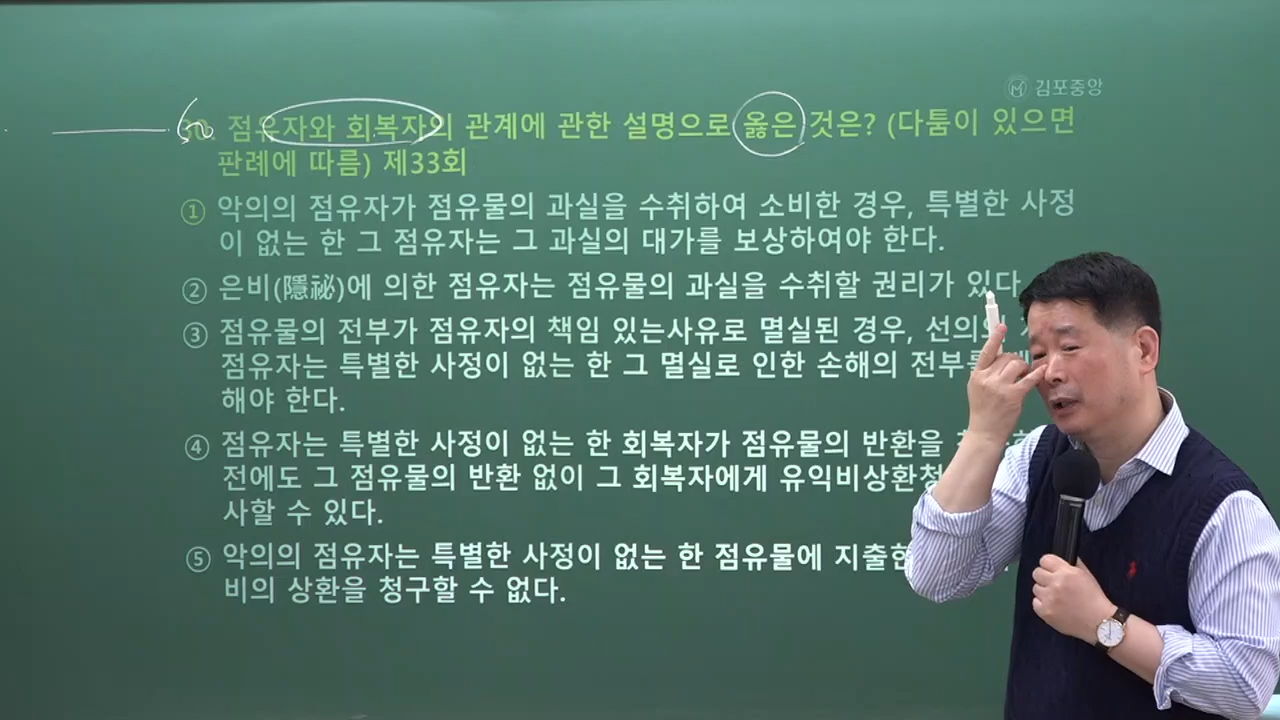 김포중앙
점유자와 회복자의 관계에 관한 설명으로 옳은 것은? (다툼이 있으면
판례에 따름) 제33회
① 악의의 점유자가 점유물의 과실을 수취하여 소비한 경우, 특별한 사정
이 없는 한 그 점유자는 그 과실의 대가를 보상하여야 한다.
② 은비(隱祕)에 의한 점유자는 점유물의 과실을 수취할 권리가 있다
③ 점유물의 전부가 점유자의 책임 있는사유로 멸실된 경우, 선의의
점유자는 특별한 사정이 없는 한 그 멸실로 인한 손해의 전부를
해야 한다.
④ 점유자는 특별한 사정이 없는 한 회복자가 점유물의 반환을
전에도 그 점유물의 반환 없이 그 회복자에게 유익비상환청
사할 수 있다.
⑤ 악의의 점유자는 특별한 사정이 없는 한 점유물에 지출한
비의 상환을 청구할 수 없다.